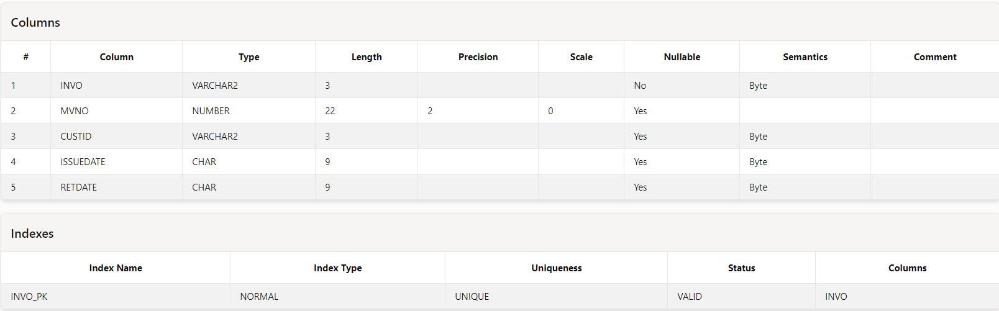 Columns
# Column Type Length Precision Scale Nullable Semantics Comment
1 INVO VARCHAR2 3 No Byte
2 MVNO NUMBER 22 2 0 Yes
3 CUSTID VARCHAR2 3 Yes Byte
4 ISSUEDATE CHAR 9 Yes Byte
5 RETDATE CHAR 9 Yes Byte
Indexes
Index Name Index Type Uniqueness Status Columns
INVO_PK NORMAL UNIQUE VALID INVO